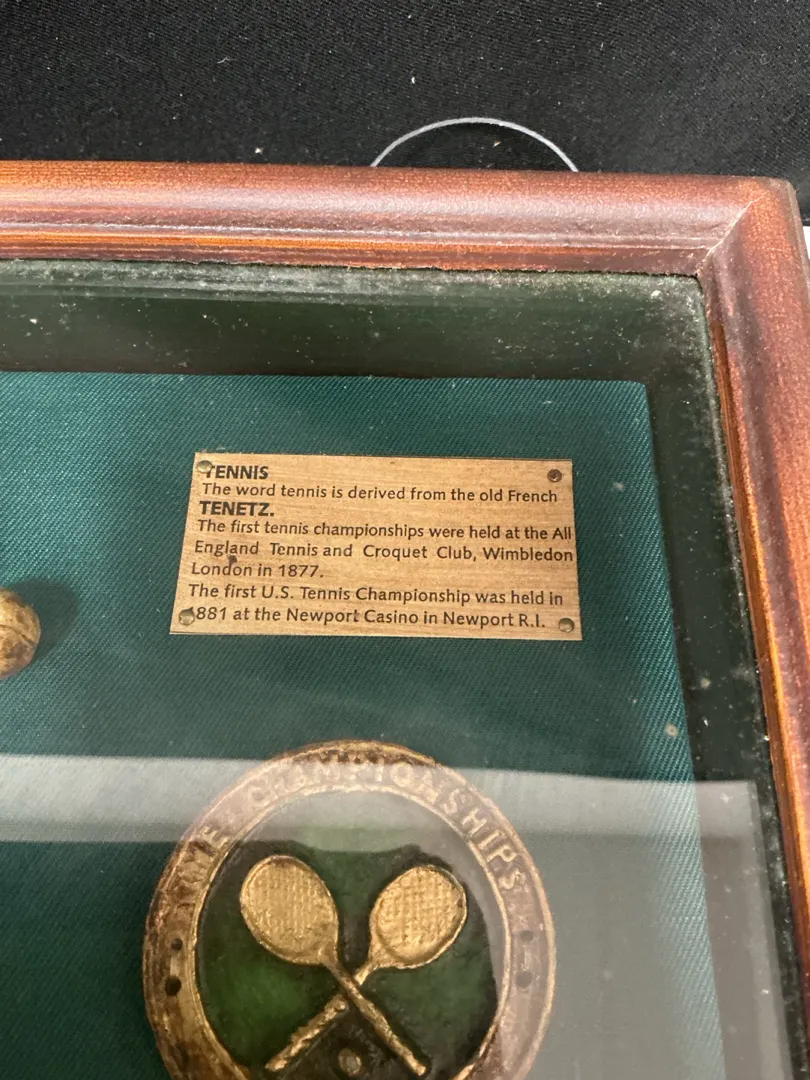 TENNIS
The word tennis is derived from the old French
TENETZ.
The first tennis championships were held at the All
England Tennis and Croquet Club, Wimbledon
London in 1877.
The first U.S. Tennis Championship was held in
1881 at the Newport Casino in Newport R.I.
THE CHAMPIONSHIPS